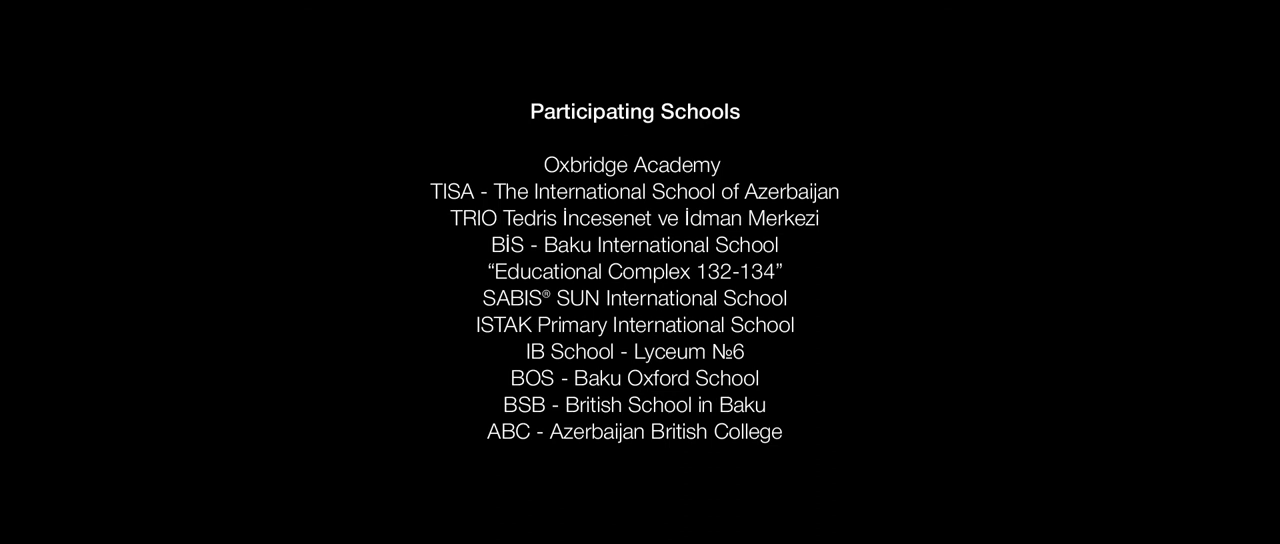 Participating Schools
Oxbridge Academy
TISA - The International School of Azerbaijan
TRIO Tedris İncesenet ve İdman Merkezi
BİS - Baku International School
“Educational Complex 132-134”
SABIS® SUN International School
ISTAK Primary International School
IB School - Lyceum №6
BOS - Baku Oxford School
BSB - British School in Baku
ABC - Azerbaijan British College